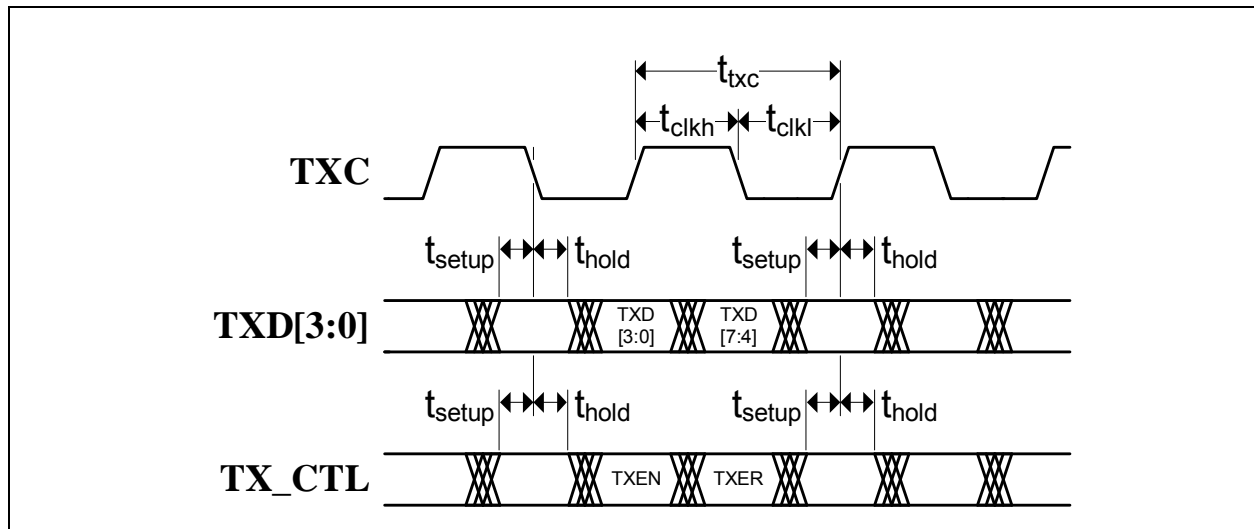 t_txc
t_clkh t_clkl
TXC
t_setup t_hold t_setup t_hold
TXD[3:0] TXD [3:0] TXD [7:4]
t_setup t_hold t_setup t_hold
TX_CTL TXEN TXER